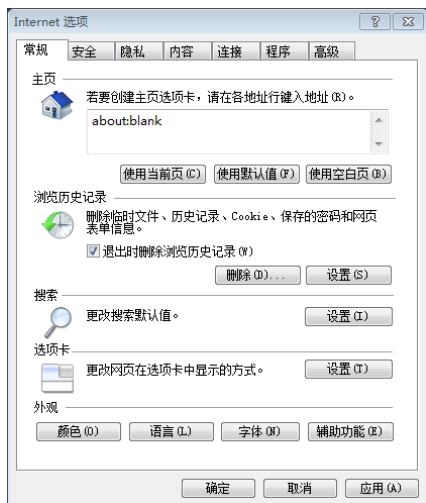 Internet 选项
常规 安全 隐私 内容 连接 程序 高级
主页
若要创建主页选项卡，请在各地址行键入地址(R)。
about:blank
使用当前页(C) 使用默认值(F) 使用空白页(B)
浏览历史记录
删除临时文件、历史记录、Cookie、保存的密码和网页
表单信息。
退出时删除浏览历史记录(W)
删除(D)... 设置(S)
搜索
更改搜索默认值。 设置(I)
选项卡
更改网页在选项卡中显示的方式。 设置(T)
外观
颜色(O) 语言(L) 字体(N) 辅助功能(E)
确定 取消 应用(A)